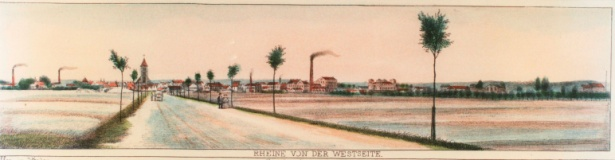 RHEINE VON DER WESTSEITE.